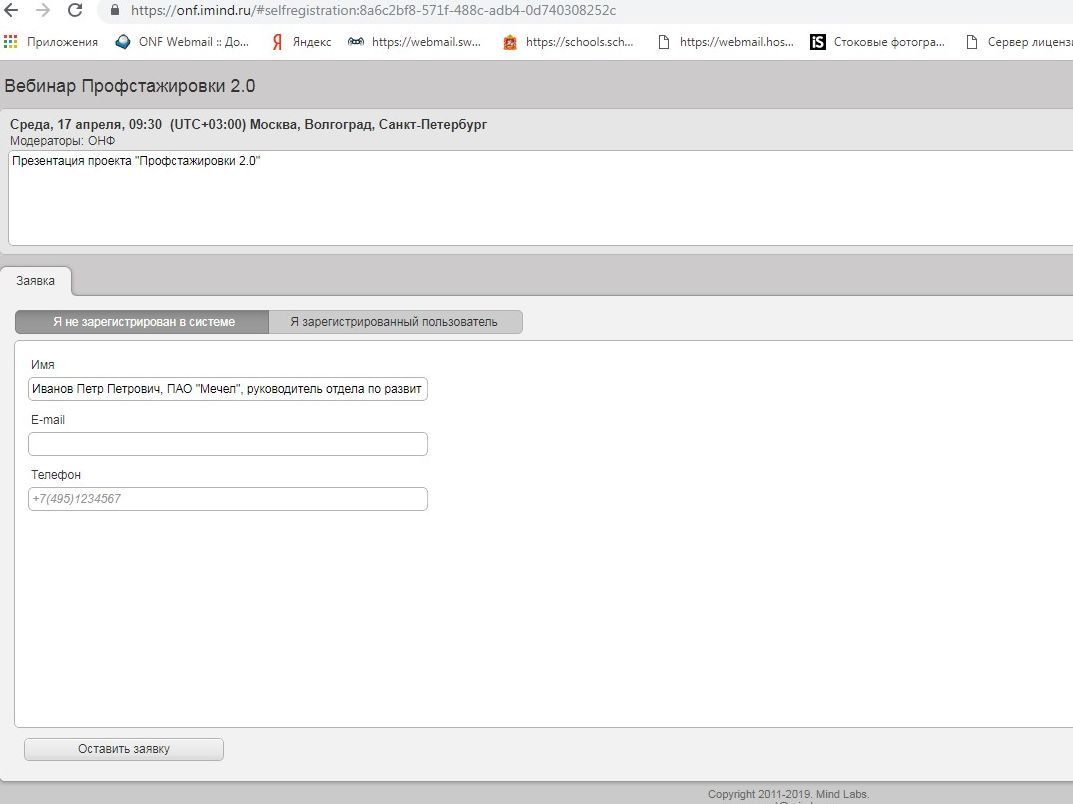 https://onf.imind.ru/#selfregistration:8a6c2bf8-571f-488c-adb4-0d740308252c
Приложения ONF Webmail :: До... Яндекс https://webmail.sw... https://schools.sch... https://webmail.hos... iS Стоковые фотогра... Сервер лиценз
Вебинар Профстажировки 2.0
Среда, 17 апреля, 09:30 (UTC+03:00) Москва, Волгоград, Санкт-Петербург
Модераторы: ОНФ
Презентация проекта "Профстажировки 2.0"
Заявка
Я не зарегистрирован в системе Я зарегистрированный пользователь
Имя
Иванов Петр Петрович, ПАО "Мечел", руководитель отдела по развит
E-mail
Телефон
+7(495)1234567
Оставить заявку
Copyright 2011-2019. Mind Labs.